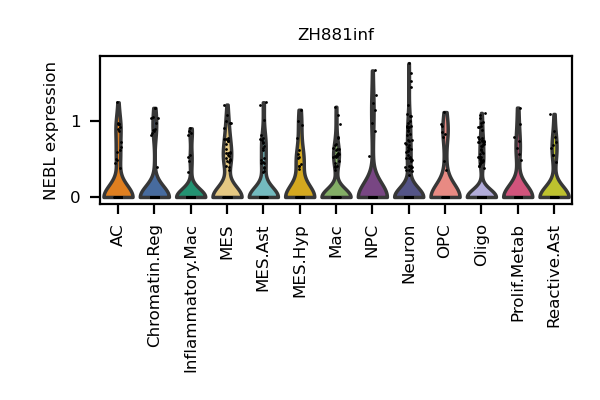 ZH881inf
NEBL expression
1
0
AC
Chromatin.Reg
Inflammatory.Mac
MES
MES.Ast
MES.Hyp
Mac
NPC
Neuron
OPC
Oligo
Prolif.Metab
Reactive.Ast